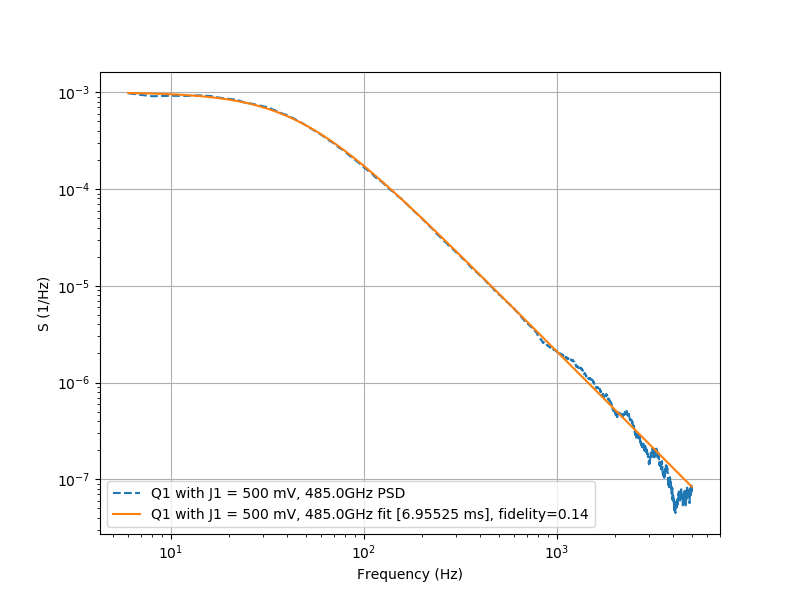 10⁻³
10⁻⁴
10⁻⁵
10⁻⁶
10⁻⁷
S (1/Hz)
Q1 with J1 = 500 mV, 485.0GHz PSD
Q1 with J1 = 500 mV, 485.0GHz fit [6.95525 ms], fidelity=0.14
10¹ 10² 10³
Frequency (Hz)